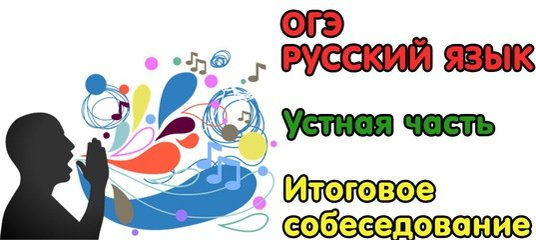 ОГЭ
РУССКИЙ ЯЗЫК
Устная часть
Итоговое
собеседование